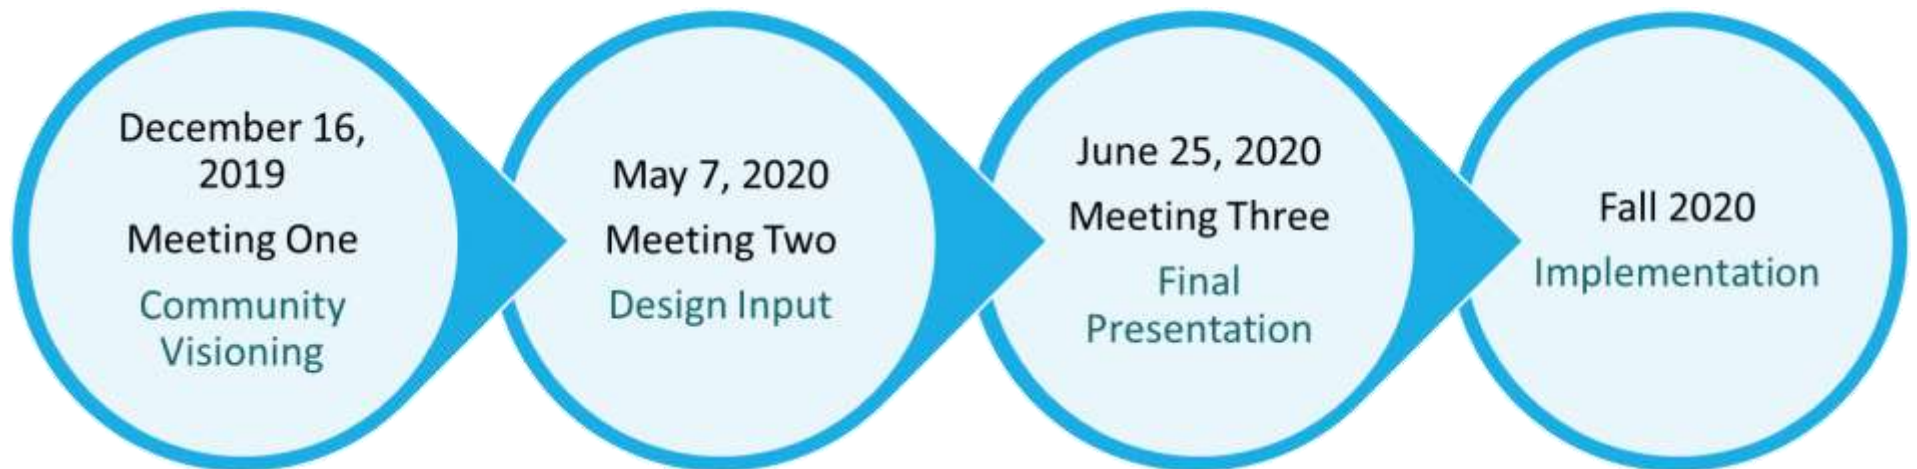 December 16,
2019
Meeting One
Community
Visioning
May 7, 2020
Meeting Two
Design Input
June 25, 2020
Meeting Three
Final
Presentation
Fall 2020
Implementation